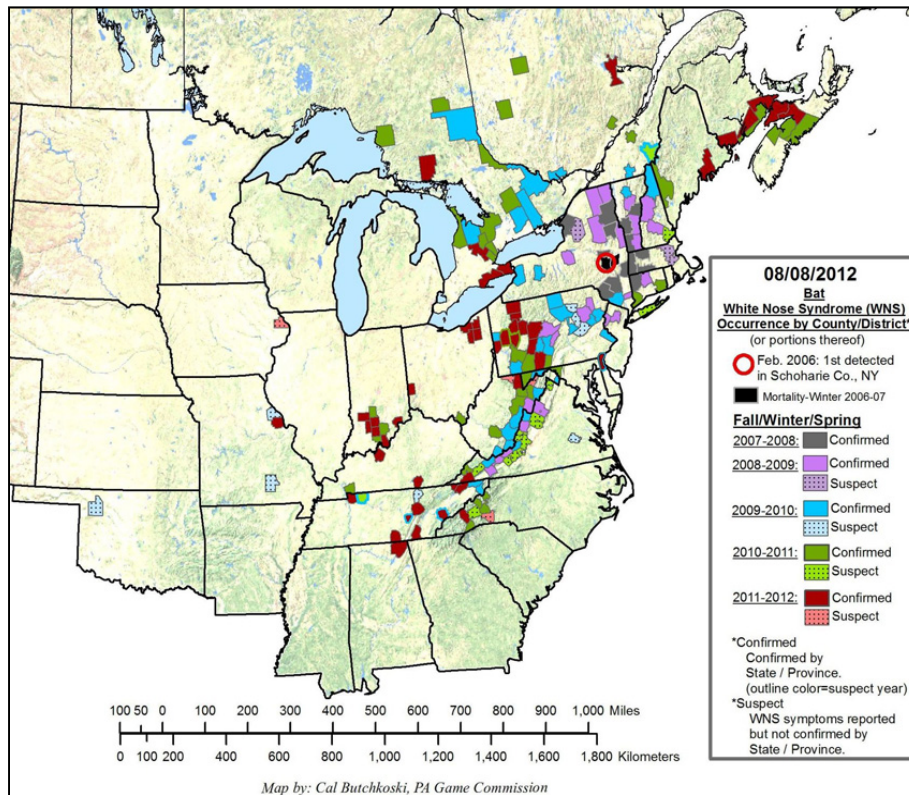 08/08/2012
Bat
White Nose Syndrome (WNS)
Occurrence by County/District*
(or portions thereof)
Feb. 2006: 1st detected
in Schoharie Co., NY
Mortality-Winter 2006-07
Fall/Winter/Spring
2007-2008: Confirmed
2008-2009: Confirmed
Suspect
2009-2010: Confirmed
Suspect
2010-2011: Confirmed
Suspect
2011-2012: Confirmed
Suspect
*Confirmed
Confirmed by
State / Province.
(outline color=suspect year)
*Suspect
WNS symptoms reported
but not confirmed by
State / Province.
100 50 0 100 200 300 400 500 600 700 800 900 1,000 Miles
0 100 200 400 600 800 1,000 1,200 1,400 1,600 1,800 Kilometers
Map by: Cal Butchkoski, PA Game Commission